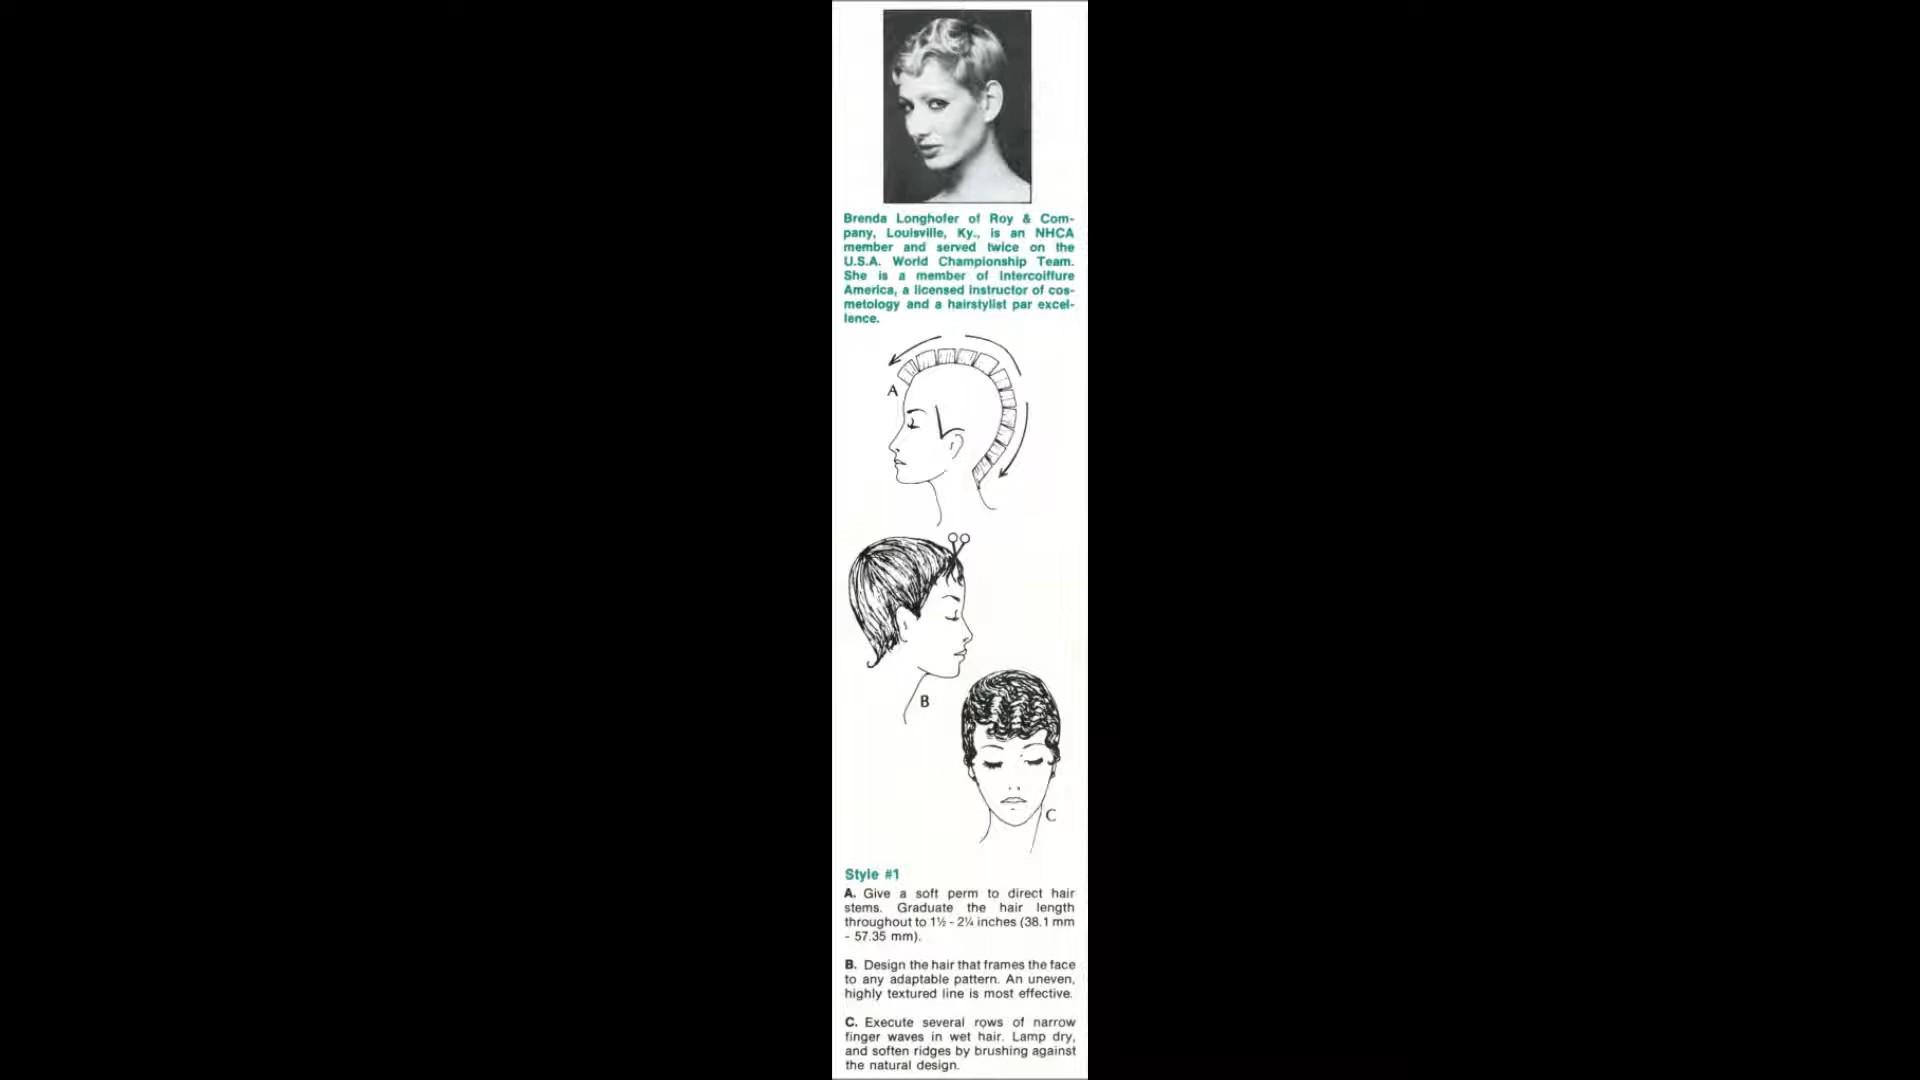 Brenda Longhofer of Roy & Com-
pany, Louisville, Ky., is an NHCA
member and served twice on the
U.S.A. World Championship Team.
She is a member of Intercoiffure
America, a licensed instructor of cos-
metology and a hairstylist par excel-
lence.
A
B
C
Style #1
A. Give a soft perm to direct hair
stems. Graduate the hair length
throughout to 1½ - 2¼ inches (38.1 mm
- 57.35 mm).
B. Design the hair that frames the face
to any adaptable pattern. An uneven,
highly textured line is most effective.
C. Execute several rows of narrow
finger waves in wet hair. Lamp dry,
and soften ridges by brushing against
the natural design.